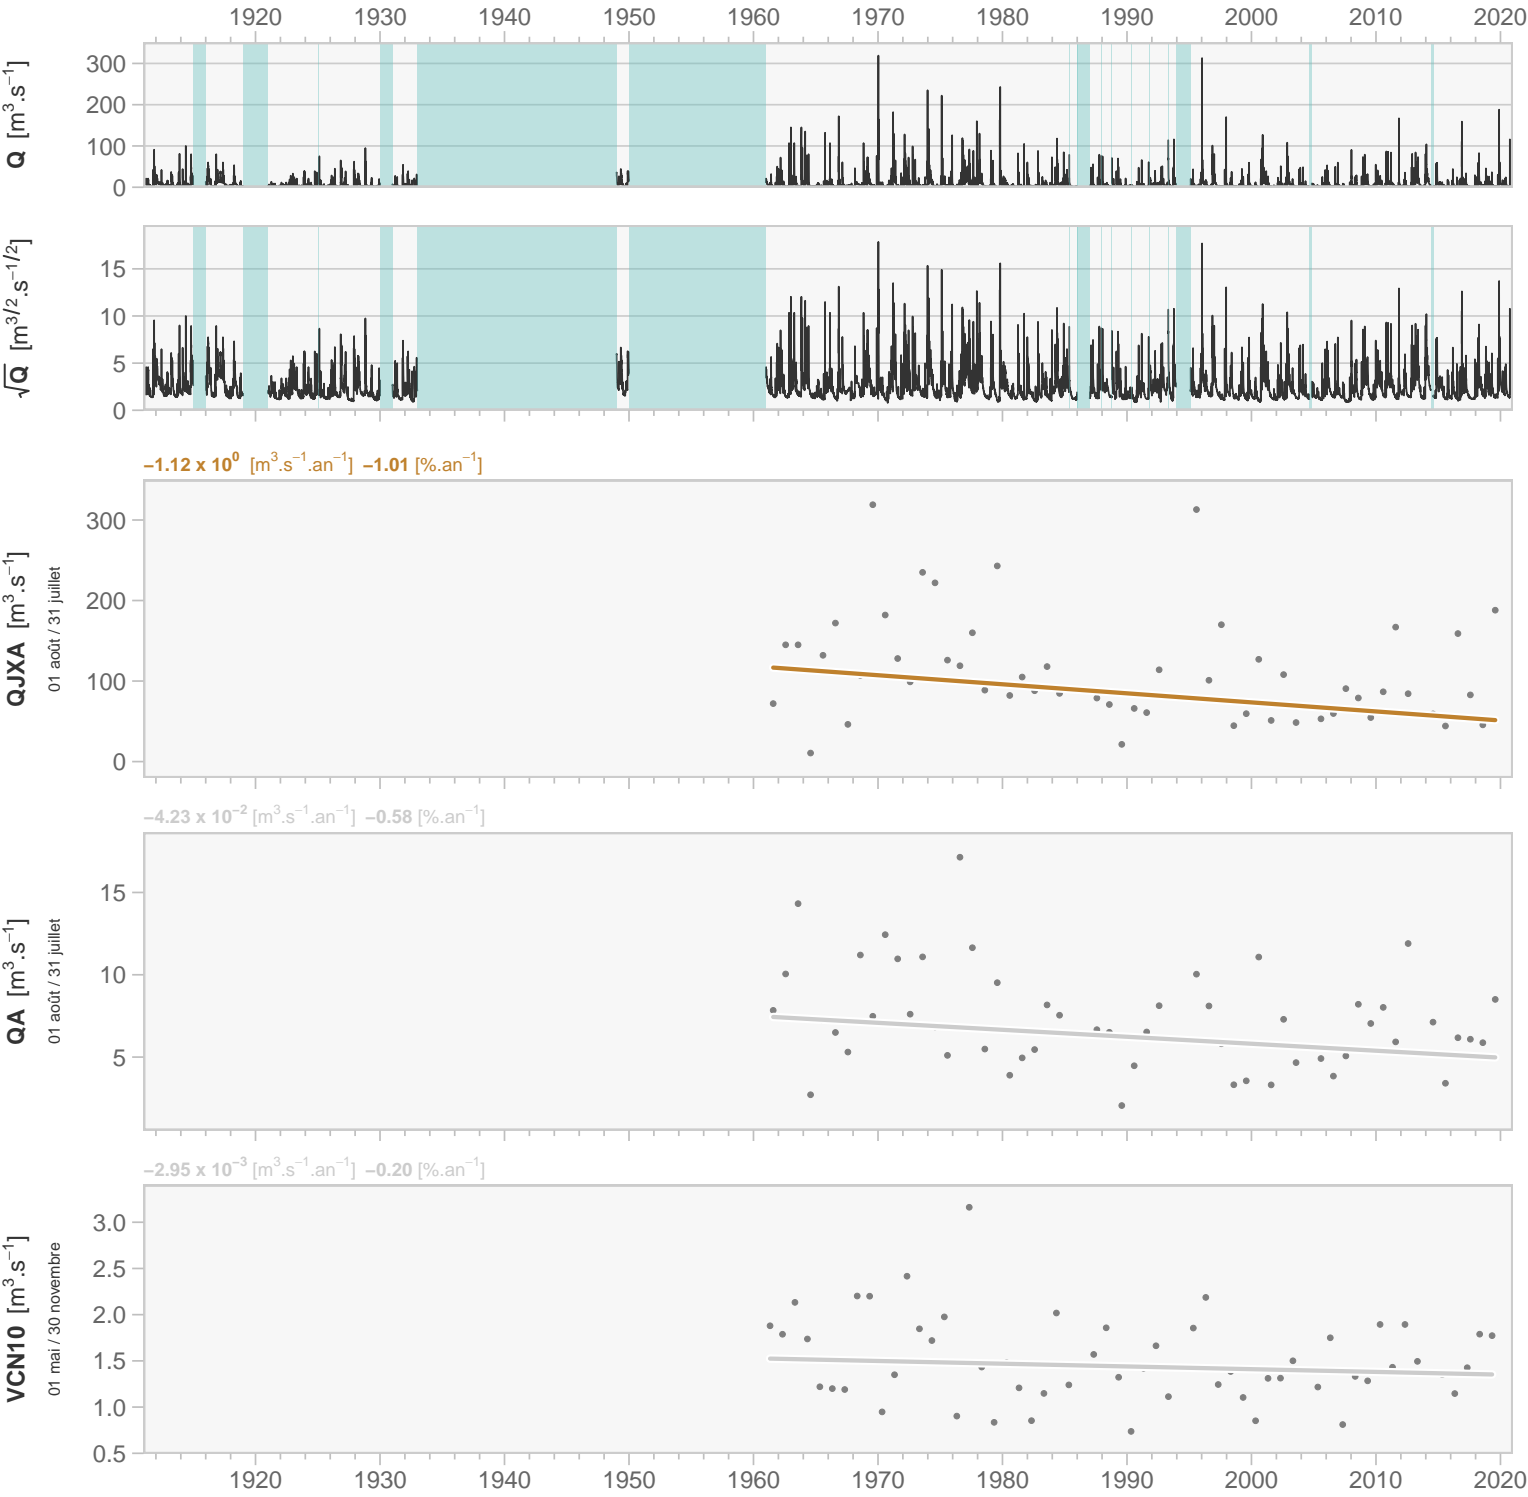 1920 1930 1940 1950 1960 1970 1980 1990 2000 2010 2020
Q [m³.s⁻¹]
300
200
100
0
√Q [m^3/2.s^−1/2]
15
10
5
0
−1.12 x 10⁰ [m³.s⁻¹.an⁻¹] −1.01 [%.an⁻¹]
QJXA [m³.s⁻¹]
01 août / 31 juillet
300
200
100
0
−4.23 x 10⁻² [m³.s⁻¹.an⁻¹] −0.58 [%.an⁻¹]
QA [m³.s⁻¹]
01 août / 31 juillet
15
10
5
−2.95 x 10⁻³ [m³.s⁻¹.an⁻¹] −0.20 [%.an⁻¹]
VCN10 [m³.s⁻¹]
01 mai / 30 novembre
3.0
2.5
2.0
1.5
1.0
0.5
1920 1930 1940 1950 1960 1970 1980 1990 2000 2010 2020